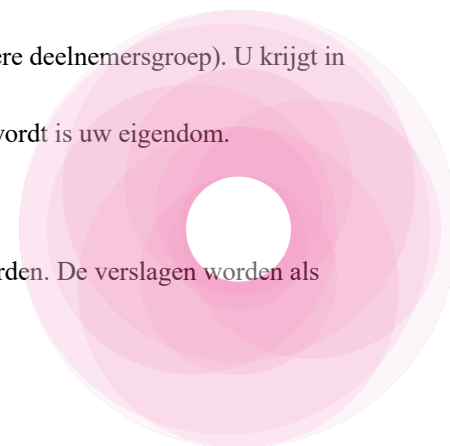 ere deelnemersgroep). U krijgt in
wordt is uw eigendom.
rden. De verslagen worden als